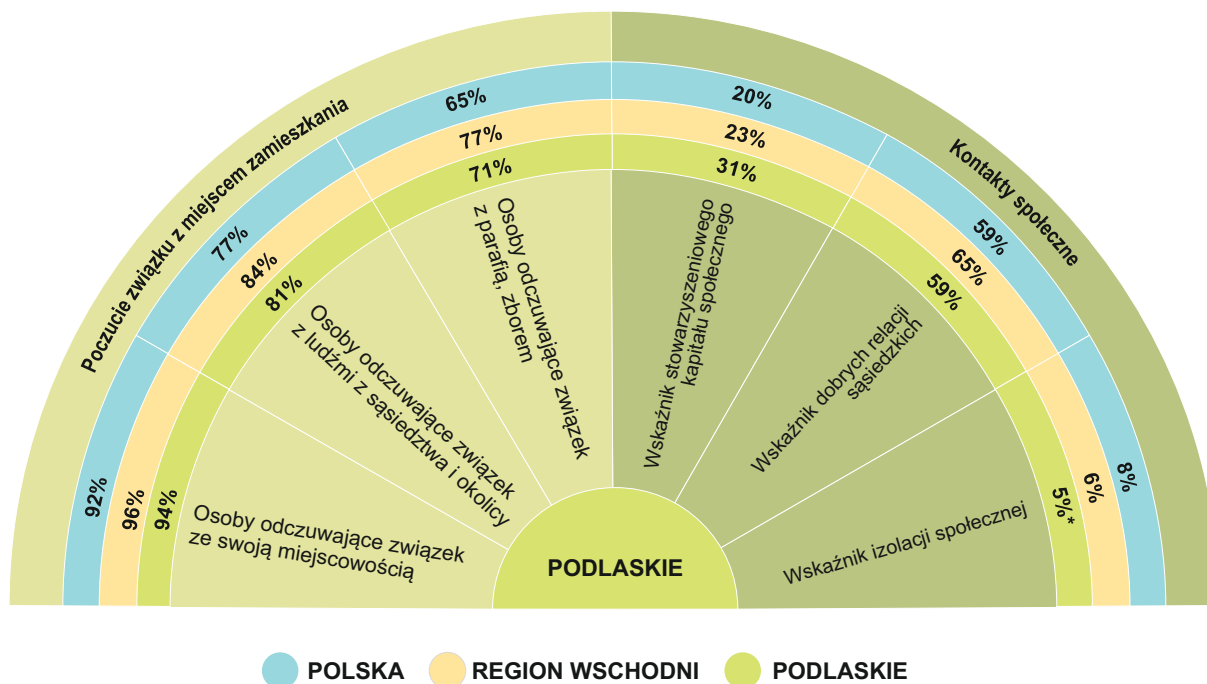 Poczucie związku z miejscem zamieszkania
Kontakty społeczne
92%
96%
94%
Osoby odczuwające związek
ze swoją miejscowością
77%
84%
81%
Osoby odczuwające związek
z ludźmi z sąsiedztwa i okolicy
65%
77%
71%
Osoby odczuwające związek
z parafią, zborem
20%
23%
31%
Wskaźnik stowarzyszeniowego
kapitału społecznego
59%
65%
59%
Wskaźnik dobrych relacji
sąsiedzkich
8%
6%
5%*
Wskaźnik izolacji społecznej
PODLASKIE
POLSKA
REGION WSCHODNI
PODLASKIE